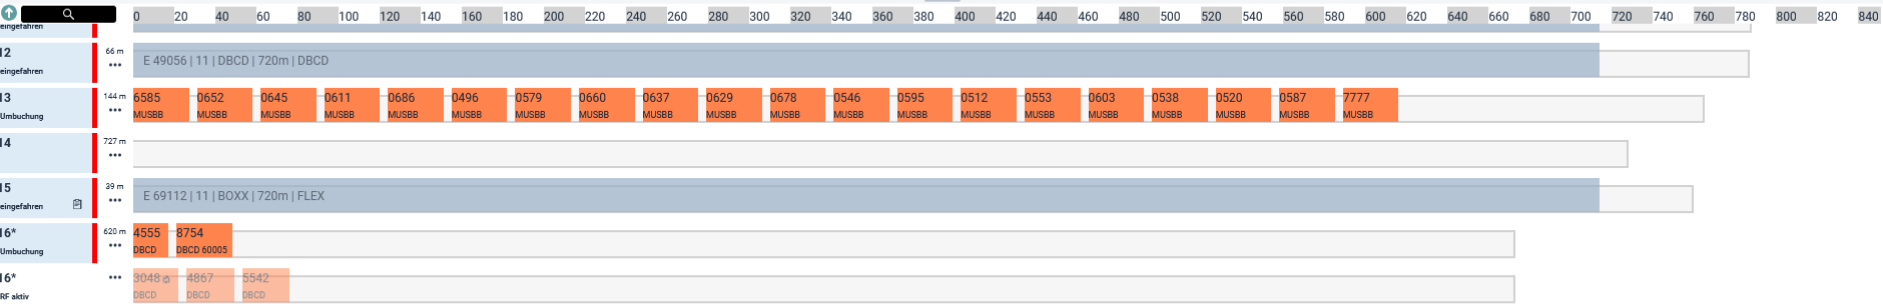 0 20 40 60 80 100 120 140 160 180 200 220 240 260 280 300 320 340 360 380 400 420 440 460 480 500 520 540 560 580 600 620 640 660 680 700 720 740 760 780 800 820 840
eingefahren
12 66 m
E 49056 | 11 | DBCD | 720m | DBCD
eingefahren
13 144 m 6585 0652 0645 0611 0686 0496 0579 0660 0637 0629 0678 0546 0595 0512 0553 0603 0538 0520 0587 7777
Umbuchung MUSBB MUSBB MUSBB MUSBB MUSBB MUSBB MUSBB MUSBB MUSBB MUSBB MUSBB MUSBB MUSBB MUSBB MUSBB MUSBB MUSBB MUSBB MUSBB MUSBB
14 727 m
15 39 m
E 69112 | 11 | BOXX | 720m | FLEX
eingefahren
16* 620 m 4555 8754
Umbuchung DBCD DBCD 60005
16* 3048 4867 5542
RF aktiv DBCD DBCD DBCD